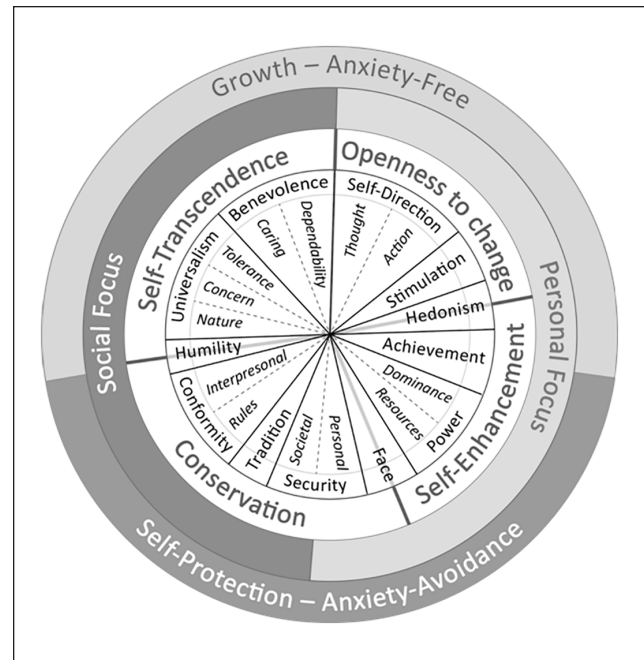 Growth – Anxiety-Free
Social Focus
Personal Focus
Self-Protection – Anxiety-Avoidance
Self-Transcendence
Openness to change
Self-Enhancement
Conservation
Benevolence
Caring
Dependability
Self-Direction
Thought
Action
Stimulation
Hedonism
Achievement
Dominance
Resources
Power
Face
Security
Personal
Societal
Tradition
Conformity
Rules
Interpresonal
Humility
Universalism
Nature
Concern
Tolerance